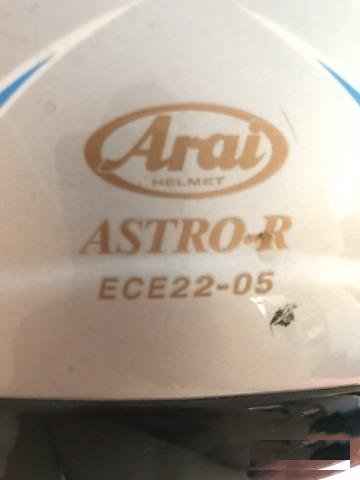 Arai
HELMET
ASTRO-R
ECE22-05